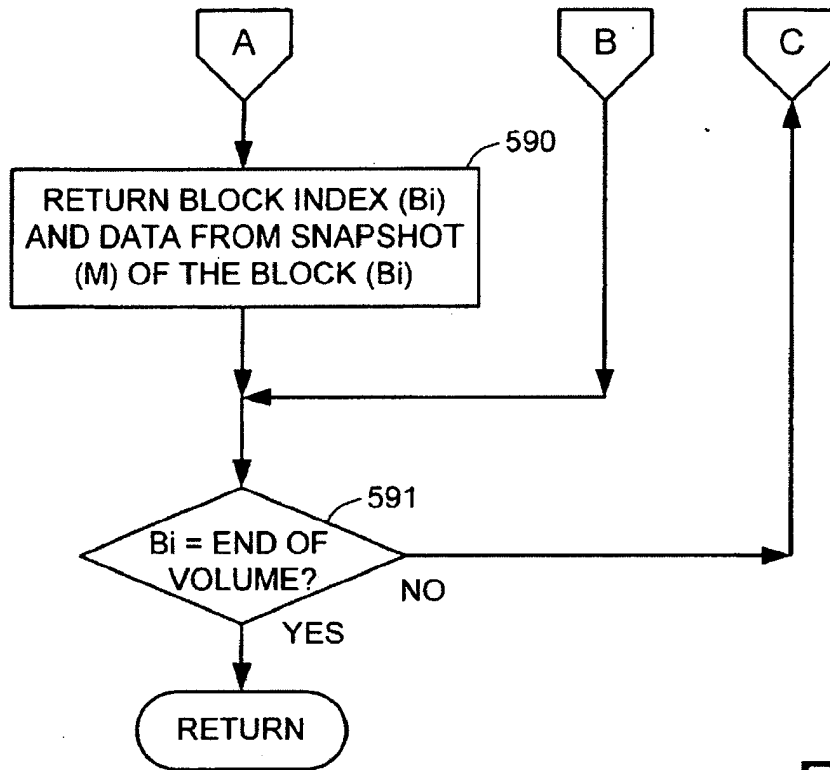 A
B
C
590
RETURN BLOCK INDEX (Bi)
AND DATA FROM SNAPSHOT
(M) OF THE BLOCK (Bi)
591
Bi = END OF
VOLUME?
NO
YES
RETURN